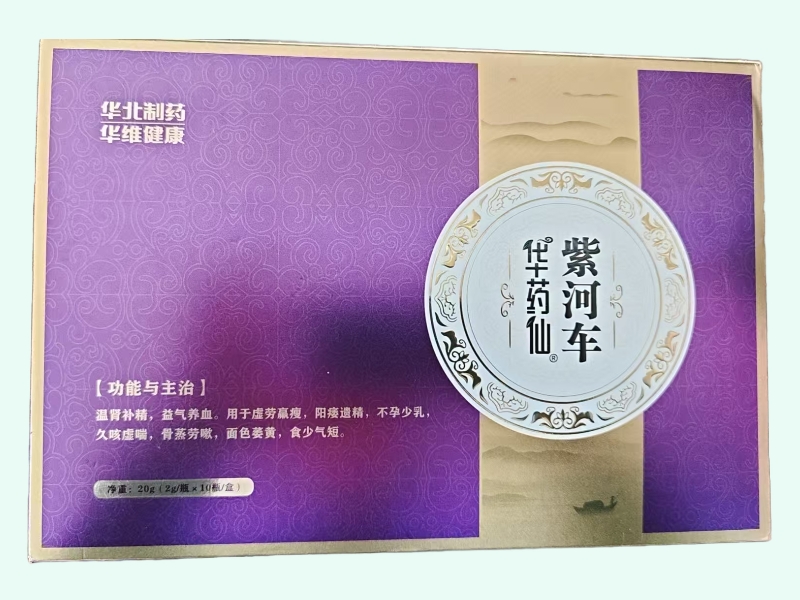 华北制药
华维健康
紫河车
华药仙®
【功能与主治】
温肾补精，益气养血。用于虚劳羸瘦，阳痿遗精，不孕少乳，
久咳虚喘，骨蒸劳嗽，面色萎黄，食少气短。
净重：20g（2g/瓶×10瓶/盒）